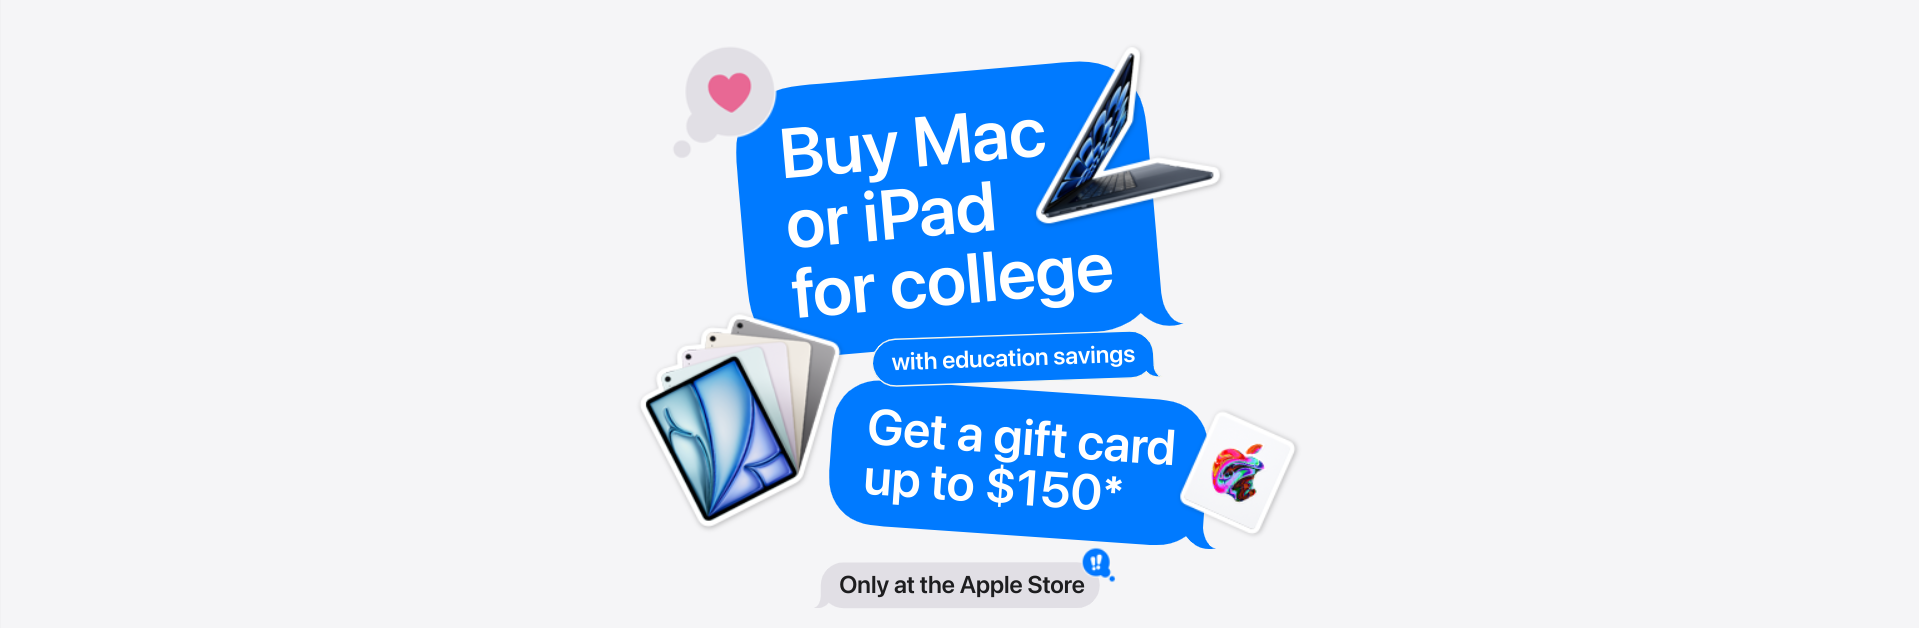 Buy Mac
or iPad
for college
with education savings
Get a gift card
up to $150*
!!
Only at the Apple Store